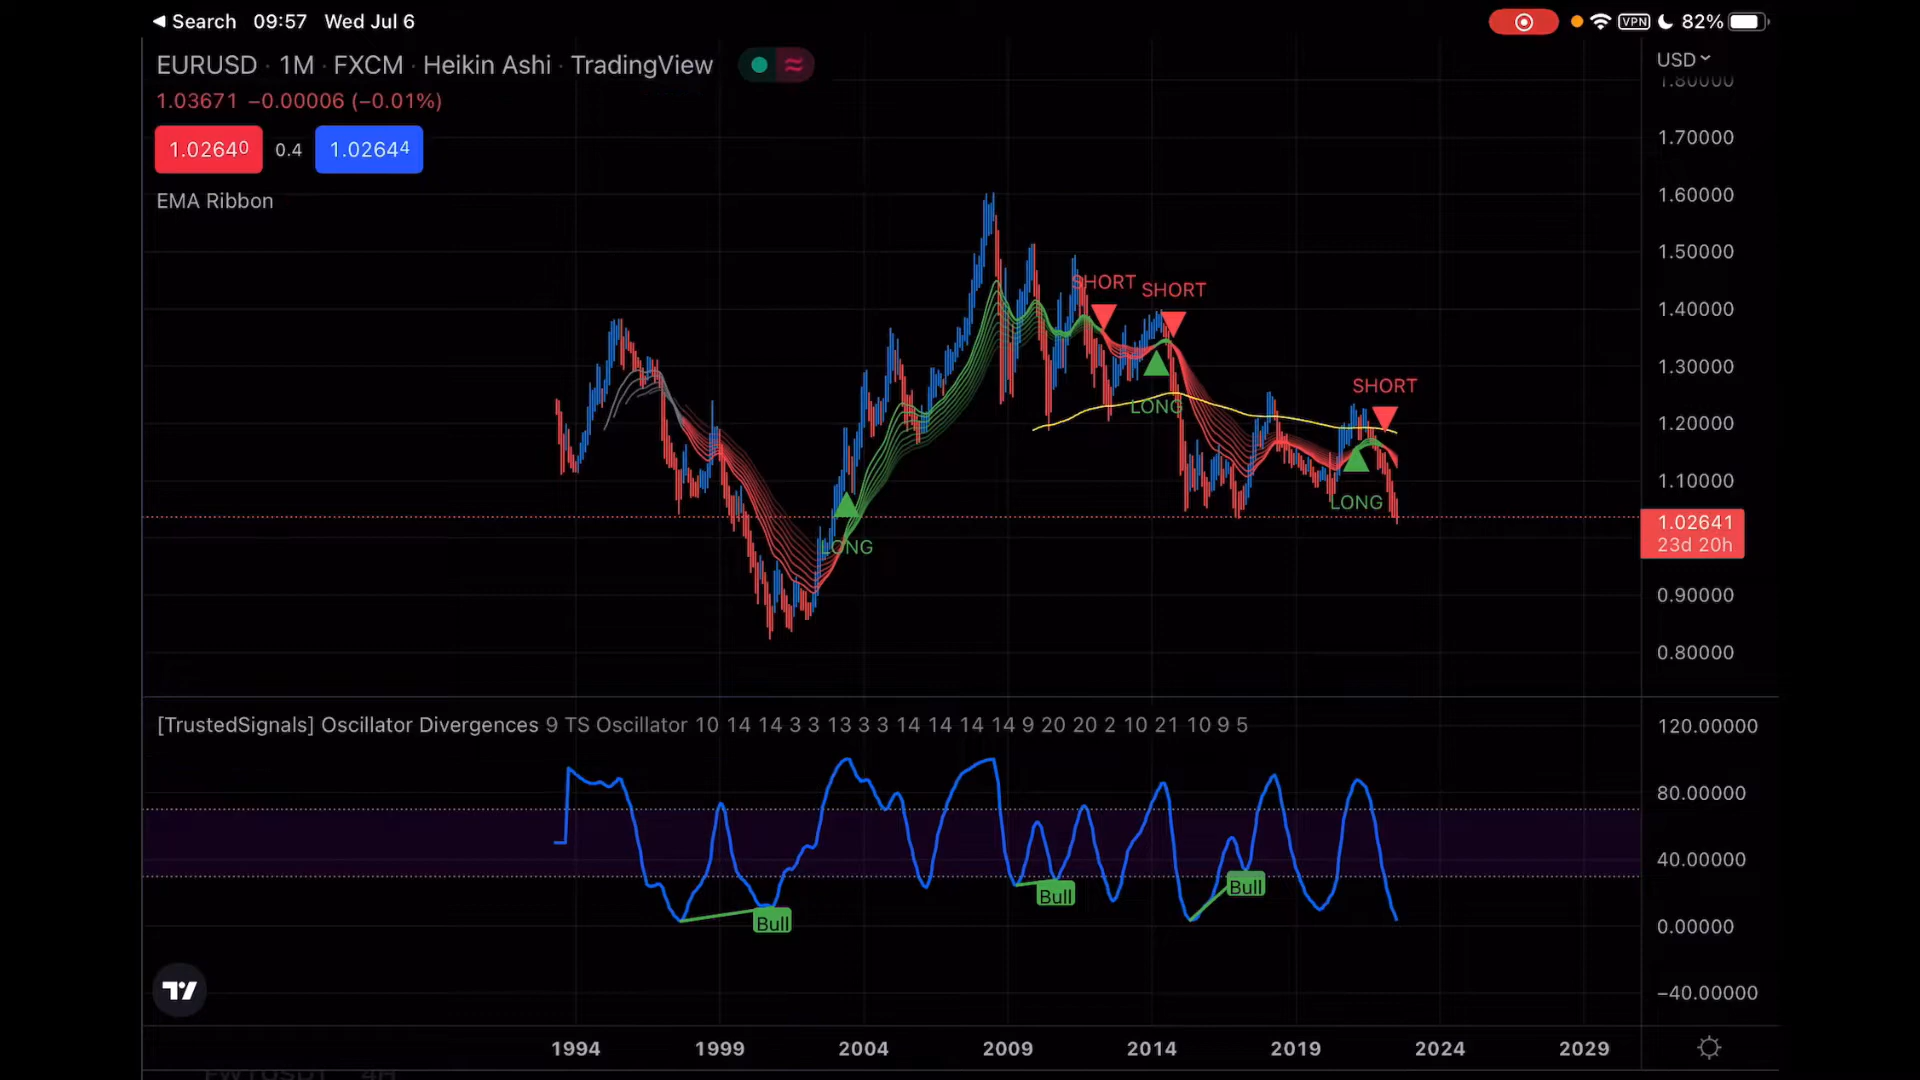 ◀ Search 09:57 Wed Jul 6 VPN 82%
EURUSD · 1M · FXCM · Heikin Ashi · TradingView
USD
1.80000
1.03671 −0.00006 (−0.01%)
1.02640 0.4 1.02644
EMA Ribbon
1.70000
1.60000
1.50000
1.40000
1.30000
1.20000
1.10000
1.02641
23d 20h
0.90000
0.80000
SHORT SHORT
SHORT
LONG
LONG
LONG
[TrustedSignals] Oscillator Divergences 9 TS Oscillator 10 14 14 3 3 13 3 3 14 14 14 14 9 20 20 2 10 21 10 9 5
120.00000
80.00000
40.00000
0.00000
−40.00000
Bull
Bull
Bull
1994 1999 2004 2009 2014 2019 2024 2029